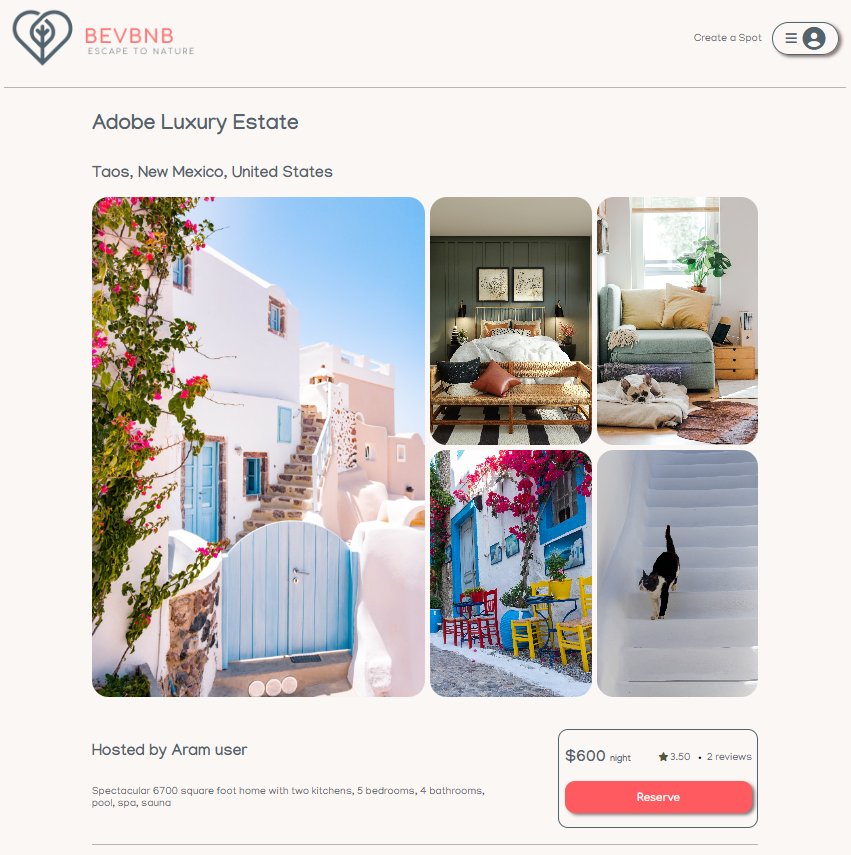 BEVBNB
ESCAPE TO NATURE
Create a Spot
Adobe Luxury Estate
Taos, New Mexico, United States
Hosted by Aram user
Spectacular 6700 square foot home with two kitchens, 5 bedrooms, 4 bathrooms,
pool, spa, sauna
$600 night
3.50 • 2 reviews
Reserve